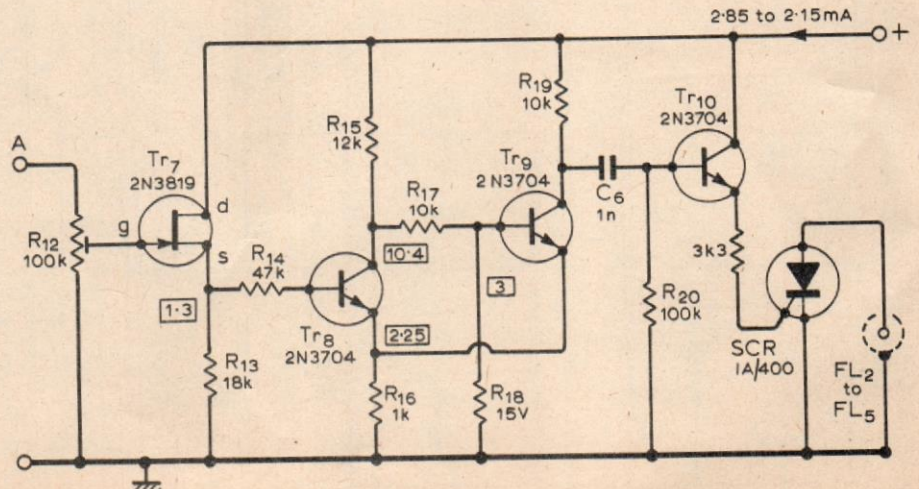 2·85 to 2·15mA
+
A
R12
100k
Tr7
2N3819
g
d
s
1·3
R13
18k
R14
47k
R15
12k
Tr8
2N3704
10·4
2·25
R16
1k
R17
10k
3
R18
15V
R19
10k
Tr9
2N3704
C6
1n
R20
100k
Tr10
2N3704
3k3
SCR
1A/400
FL2
to
FL5